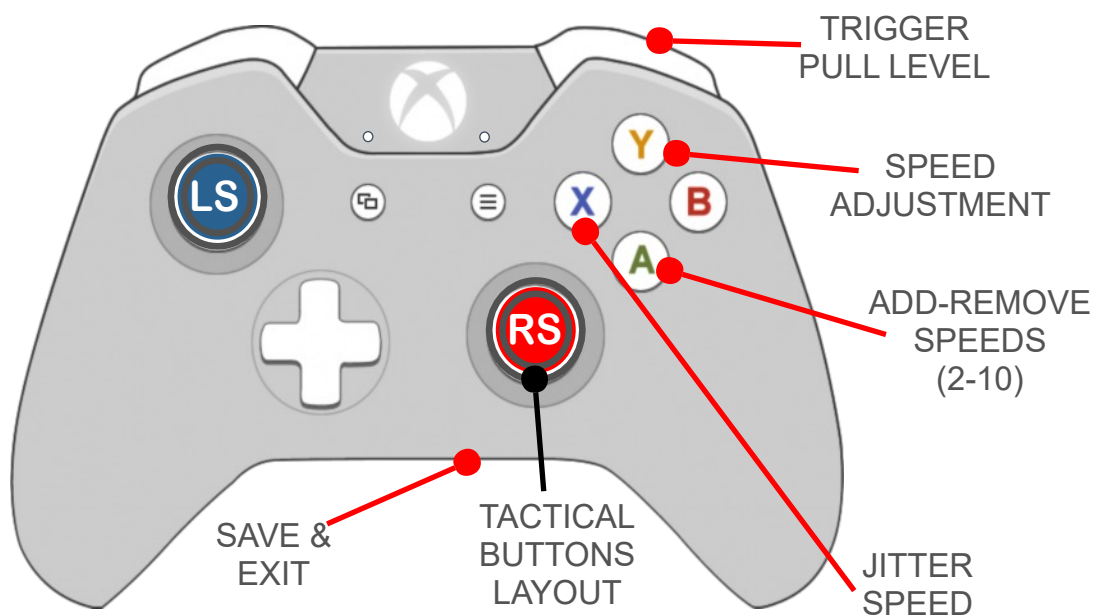 TRIGGER
PULL LEVEL
Y
SPEED
ADJUSTMENT
LS
X
B
A
RS
ADD-REMOVE
SPEEDS
(2-10)
SAVE &
EXIT
TACTICAL
BUTTONS
LAYOUT
JITTER
SPEED